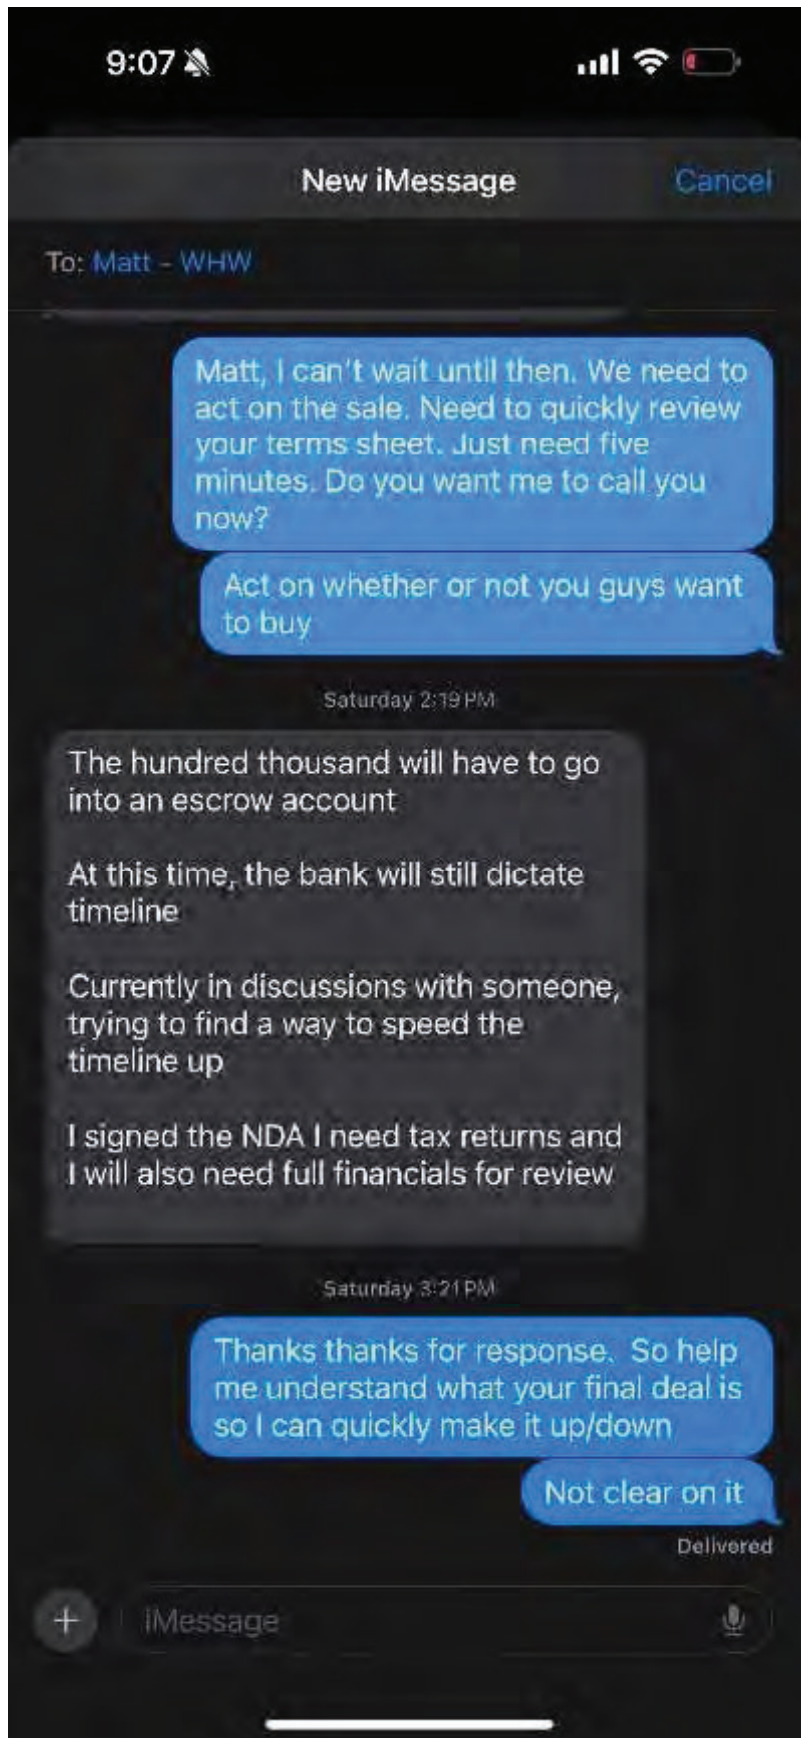 9:07
New iMessage
Cancel
To: Matt - WHW
Matt, I can't wait until then. We need to
act on the sale. Need to quickly review
your terms sheet. Just need five
minutes. Do you want me to call you
now?
Act on whether or not you guys want
to buy
Saturday 2:19 PM
The hundred thousand will have to go
into an escrow account
At this time, the bank will still dictate
timeline
Currently in discussions with someone,
trying to find a way to speed the
timeline up
I signed the NDA I need tax returns and
I will also need full financials for review
Saturday 3:21 PM
Thanks thanks for response. So help
me understand what your final deal is
so I can quickly make it up/down
Not clear on it
Delivered
iMessage